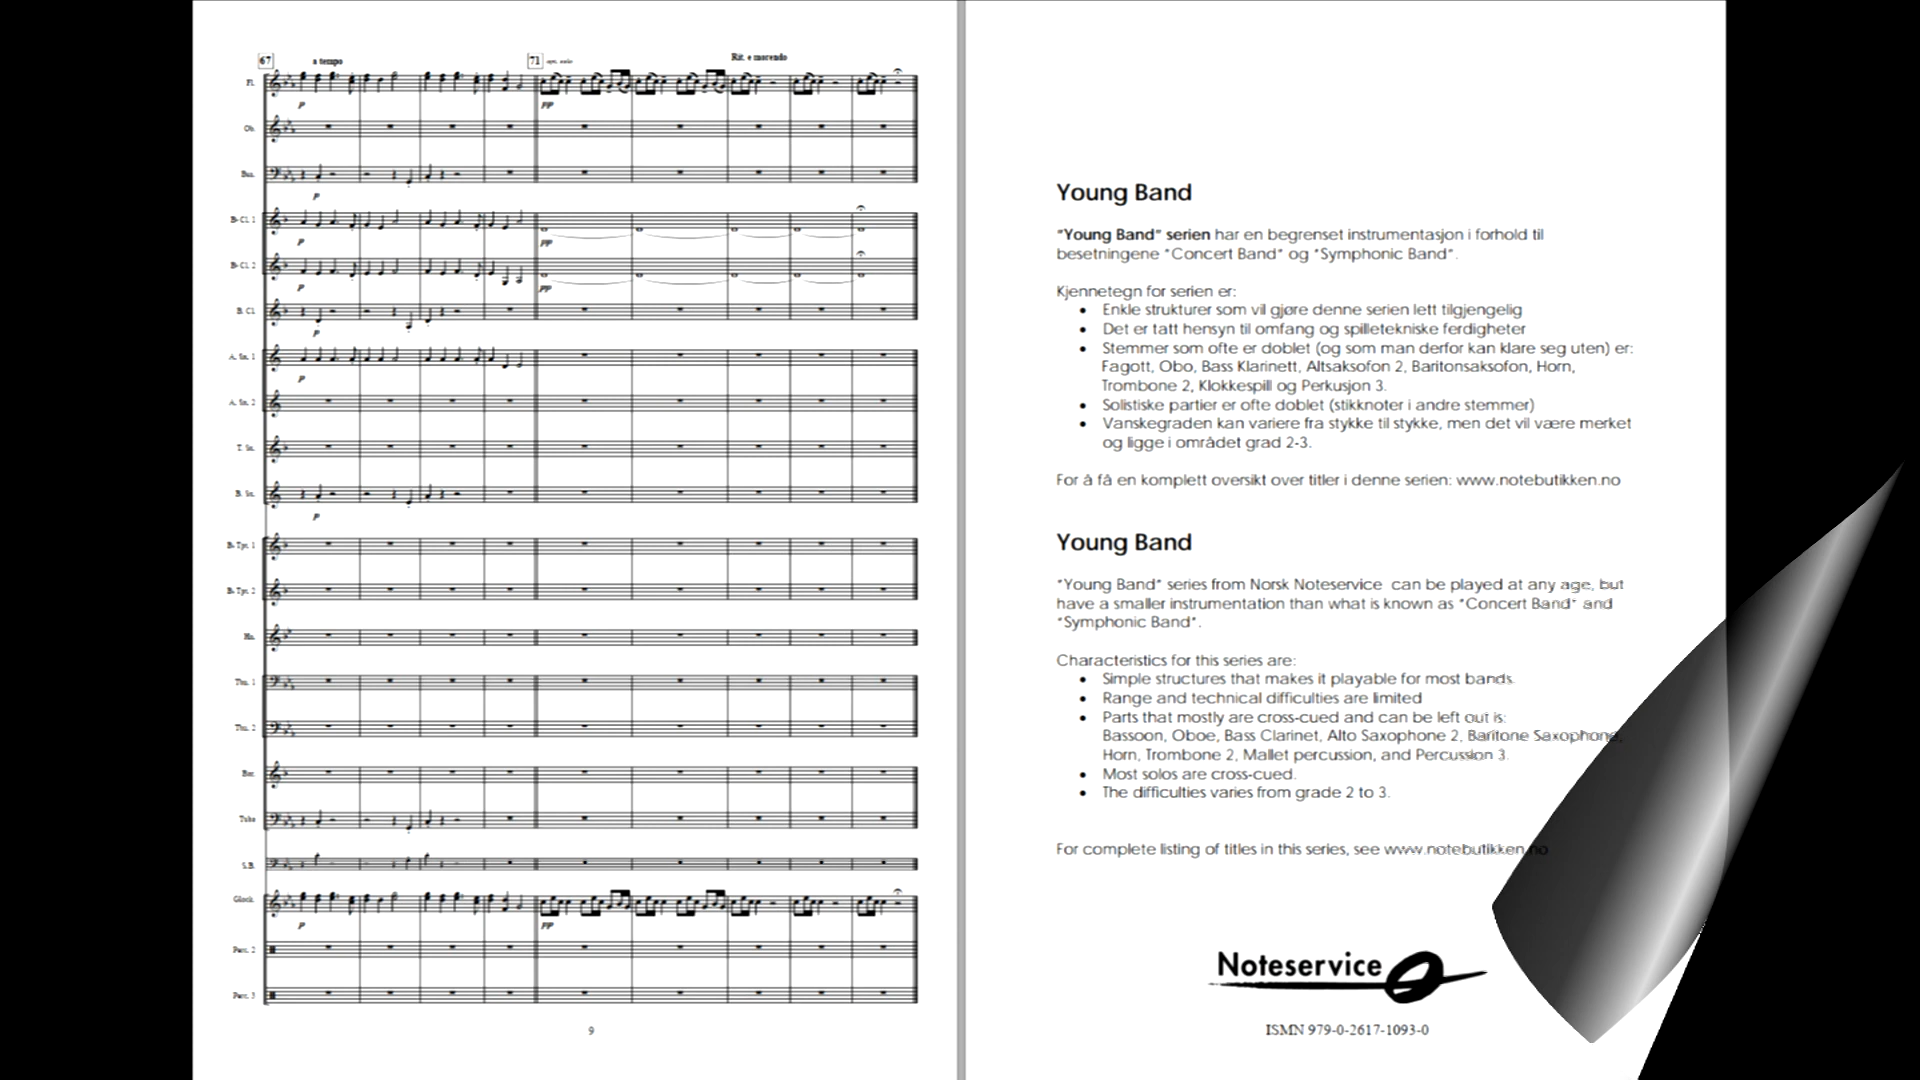 67 a tempo 71 opt. solo Rit. e morendo
Fl.
p pp
Ob.
Bsn.
p
B♭ Cl. 1
p pp
B♭ Cl. 2
p pp
B. Cl.
p
A. Sx. 1
p
A. Sx. 2
T. Sx.
B. Sx.
p
B♭ Tpt. 1
B♭ Tpt. 2
Hn.
Tbn. 1
Tbn. 2
Bar.
Tuba
S.B.
Glock.
p pp
Perc. 2
Perc. 3
9
Young Band
"Young Band" serien har en begrenset instrumentasjon i forhold til
besetningene "Concert Band" og "Symphonic Band".
Kjennetegn for serien er:
• Enkle strukturer som vil gjøre denne serien lett tilgjengelig
• Det er tatt hensyn til omfang og spilletekniske ferdigheter
• Stemmer som ofte er doblet (og som man derfor kan klare seg uten) er:
Fagott, Obo, Bass Klarinett, Altsaksofon 2, Baritonsaksofon, Horn,
Trombone 2, Klokkespill og Perkusjon 3.
• Solistiske partier er ofte doblet (stikknoter i andre stemmer)
• Vanskegraden kan variere fra stykke til stykke, men det vil være merket
og ligge i området grad 2-3.
For å få en komplett oversikt over titler i denne serien: www.notebutikken.no
Young Band
"Young Band" series from Norsk Noteservice can be played at any age, but
have a smaller instrumentation than what is known as "Concert Band" and
"Symphonic Band".
Characteristics for this series are:
• Simple structures that makes it playable for most bands.
• Range and technical difficulties are limited
• Parts that mostly are cross-cued and can be left out is:
Bassoon, Oboe, Bass Clarinet, Alto Saxophone 2, Baritone Saxophone,
Horn, Trombone 2, Mallet percussion, and Percussion 3.
• Most solos are cross-cued.
• The difficulties varies from grade 2 to 3.
For complete listing of titles in this series, see www.notebutikken.no
Noteservice
ISMN 979-0-2617-1093-0